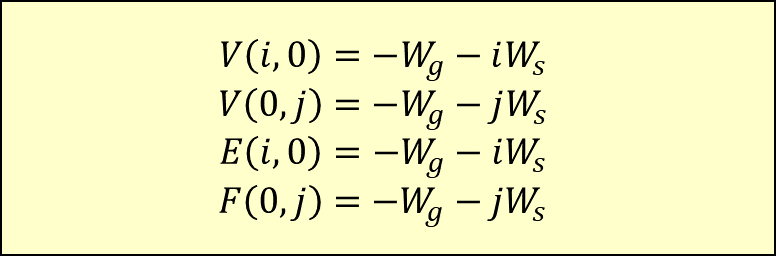 V(i, 0) = −W_g − iW_s
V(0, j) = −W_g − jW_s
E(i, 0) = −W_g − iW_s
F(0, j) = −W_g − jW_s